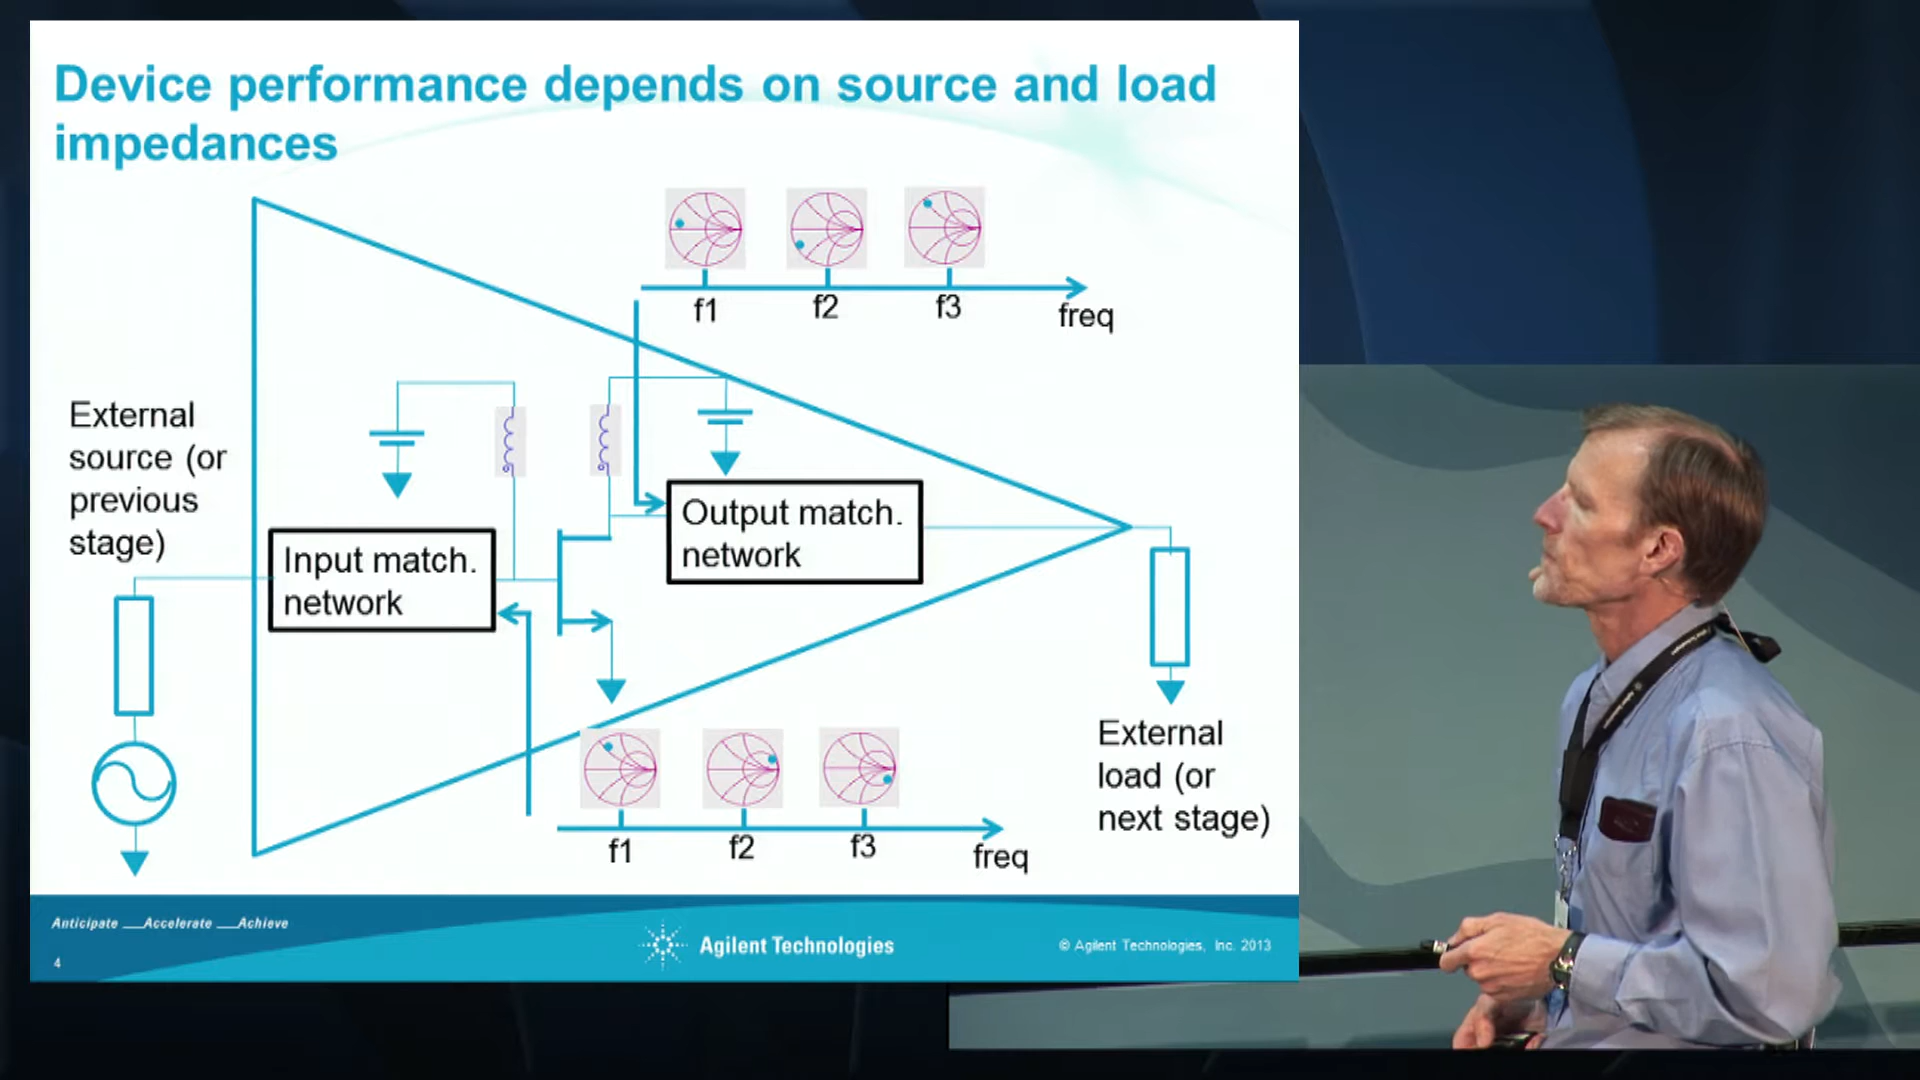 Device performance depends on source and load
impedances
f1
f2
f3
freq
External
source (or
previous
stage)
Output match.
network
Input match.
network
External
load (or
next stage)
f1
f2
f3
freq
Anticipate __Accelerate __Achieve
Agilent Technologies
© Agilent Technologies, Inc. 2013
4